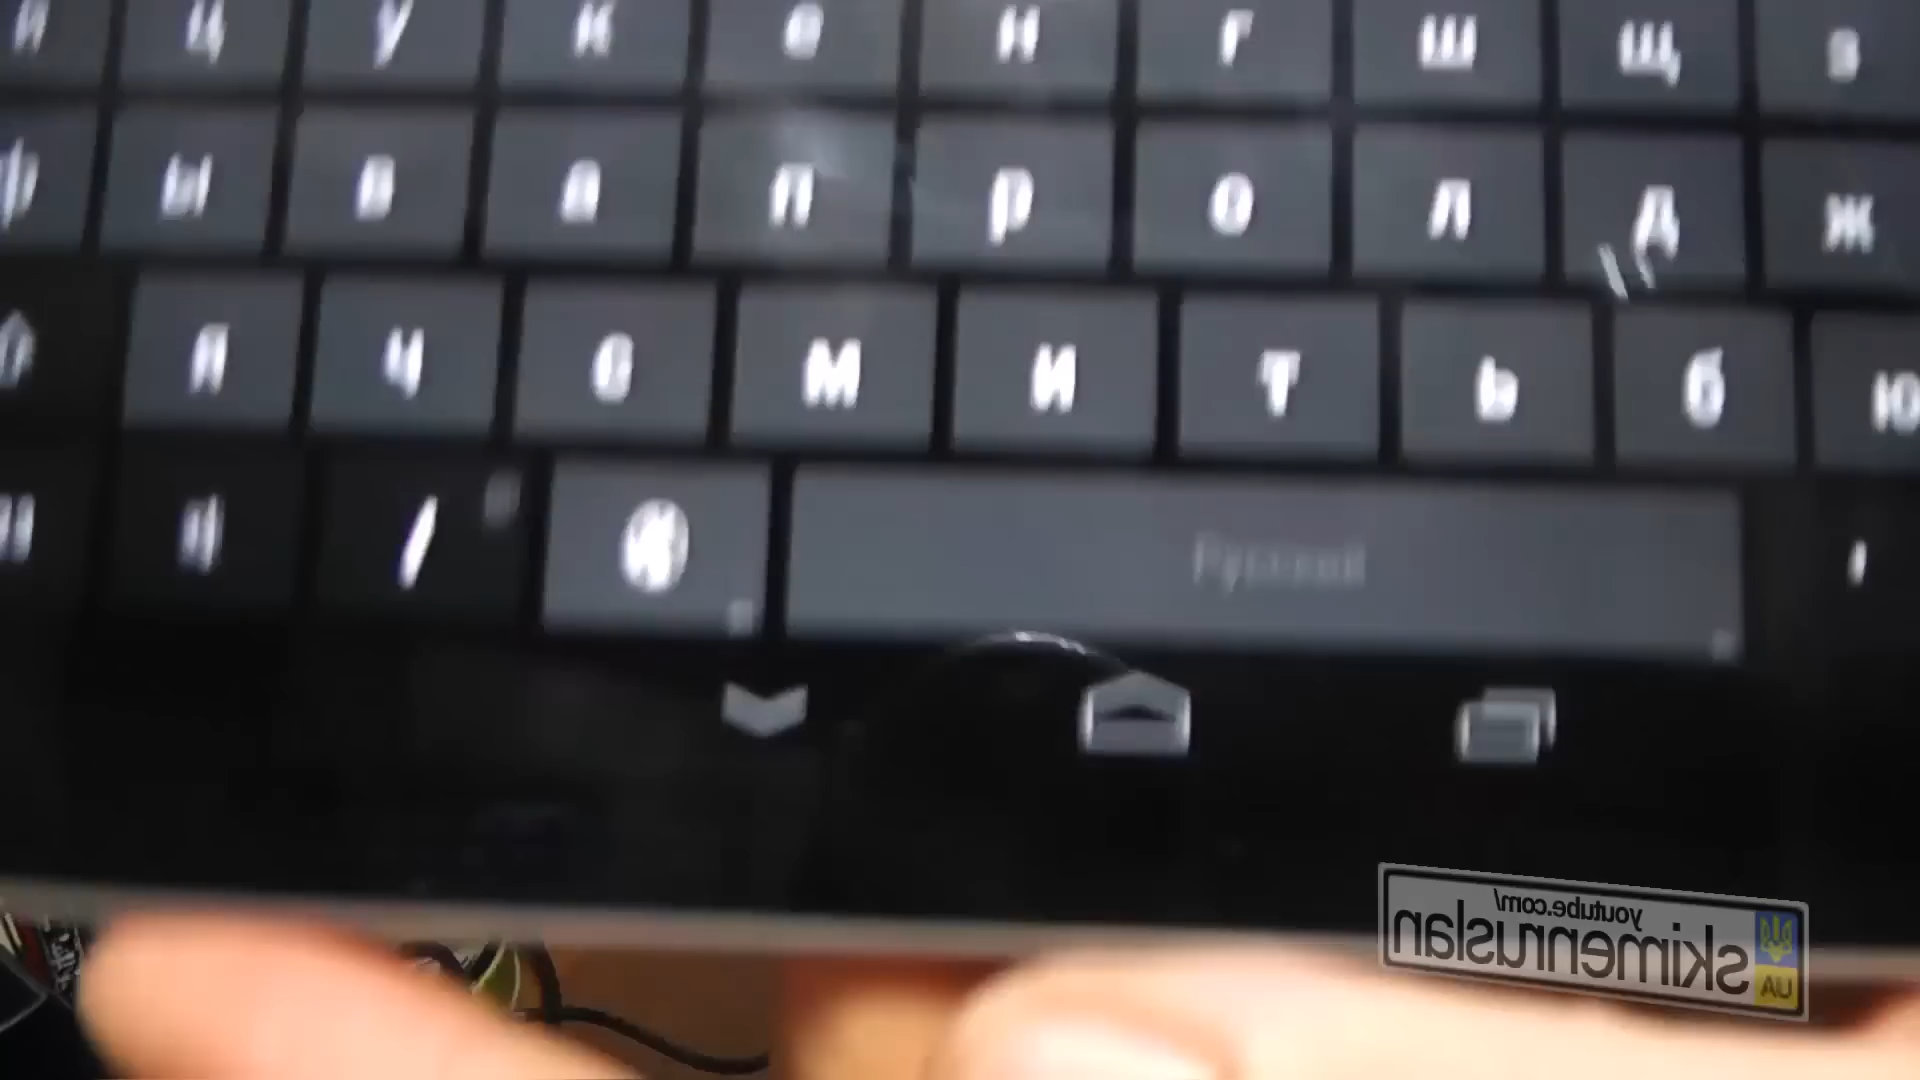 й ц у к е н г ш щ з
ф ы в а п р о л д ж
я ч с м и т ь б ю
/ Русский
youtube.com/
skimenruslan
UA